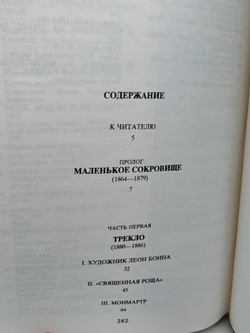 СОДЕРЖАНИЕ
К ЧИТАТЕЛЮ
5
ПРОЛОГ
МАЛЕНЬКОЕ СОКРОВИЩЕ
(1864—1879)
7
ЧАСТЬ ПЕРВАЯ
ТРЕКЛО
(1880—1886)
I. ХУДОЖНИК ЛЕОН БОННА
32
II. «СВЯЩЕННАЯ РОЩА»
45
III. МОНМАРТР
64
282